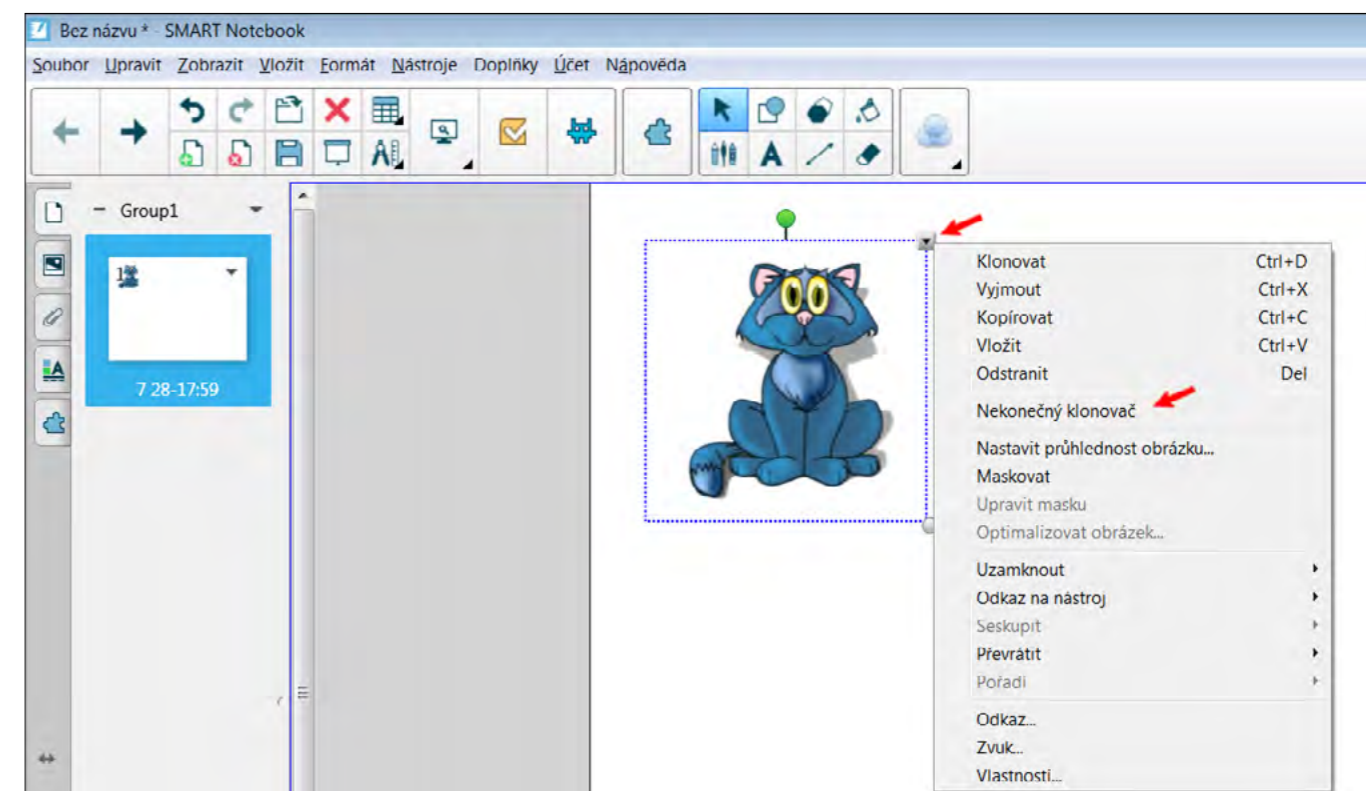 Bez názvu * - SMART Notebook
Soubor Upravit Zobrazit Vložit Formát Nástroje Doplňky Účet Nápověda
Group1
1
7 28-17:59
Klonovat Ctrl+D
Vyjmout Ctrl+X
Kopírovat Ctrl+C
Vložit Ctrl+V
Odstranit Del
Nekonečný klonovač
Nastavit průhlednost obrázku...
Maskovat
Upravit masku
Optimalizovat obrázek...
Uzamknout
Odkaz na nástroj
Seskupit
Převrátit
Pořadí
Odkaz...
Zvuk...
Vlastnosti...